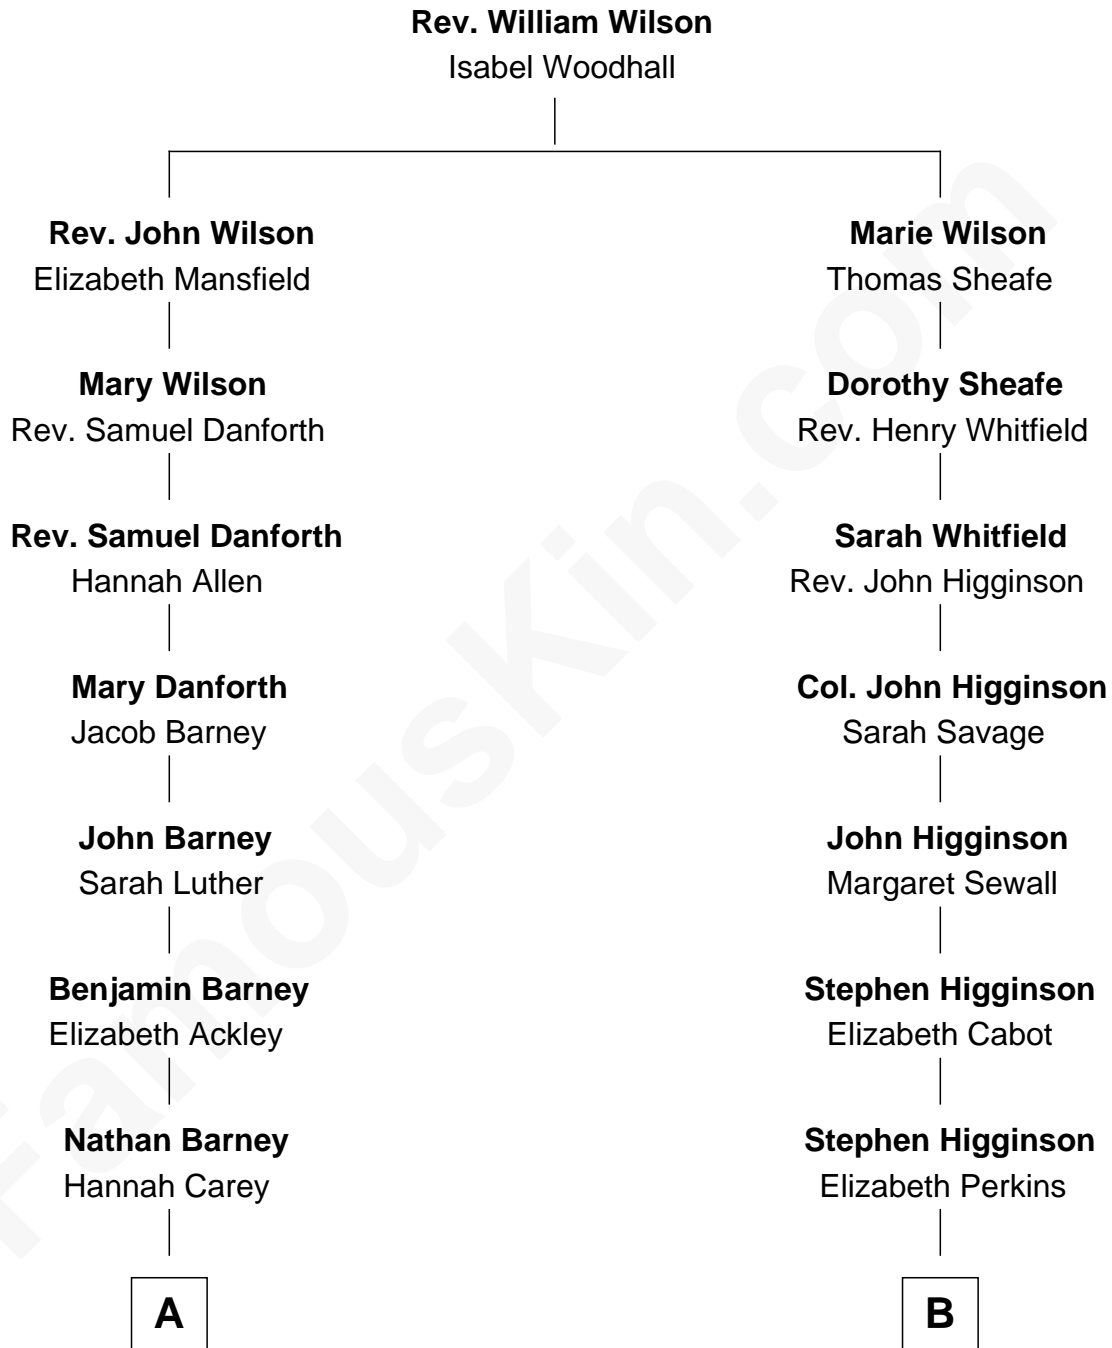 Rev. William Wilson
Isabel Woodhall
Rev. John Wilson
Elizabeth Mansfield
Marie Wilson
Thomas Sheafe
Mary Wilson
Rev. Samuel Danforth
Dorothy Sheafe
Rev. Henry Whitfield
Rev. Samuel Danforth
Hannah Allen
Sarah Whitfield
Rev. John Higginson
Mary Danforth
Jacob Barney
Col. John Higginson
Sarah Savage
John Barney
Sarah Luther
John Higginson
Margaret Sewall
Benjamin Barney
Elizabeth Ackley
Stephen Higginson
Elizabeth Cabot
Nathan Barney
Hannah Carey
Stephen Higginson
Elizabeth Perkins
A
B
FamousKin.com